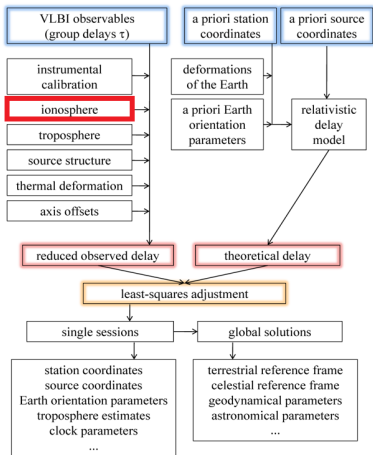 VLBI observables
(group delays τ)
a priori station
coordinates
a priori source
coordinates
instrumental
calibration
ionosphere
troposphere
source structure
thermal deformation
axis offsets
deformations
of the Earth
a priori Earth
orientation
parameters
relativistic
delay
model
reduced observed delay
theoretical delay
least-squares adjustment
single sessions
global solutions
station coordinates
source coordinates
Earth orientation parameters
troposphere estimates
clock parameters
...
terrestrial reference frame
celestial reference frame
geodynamical parameters
astronomical parameters
...